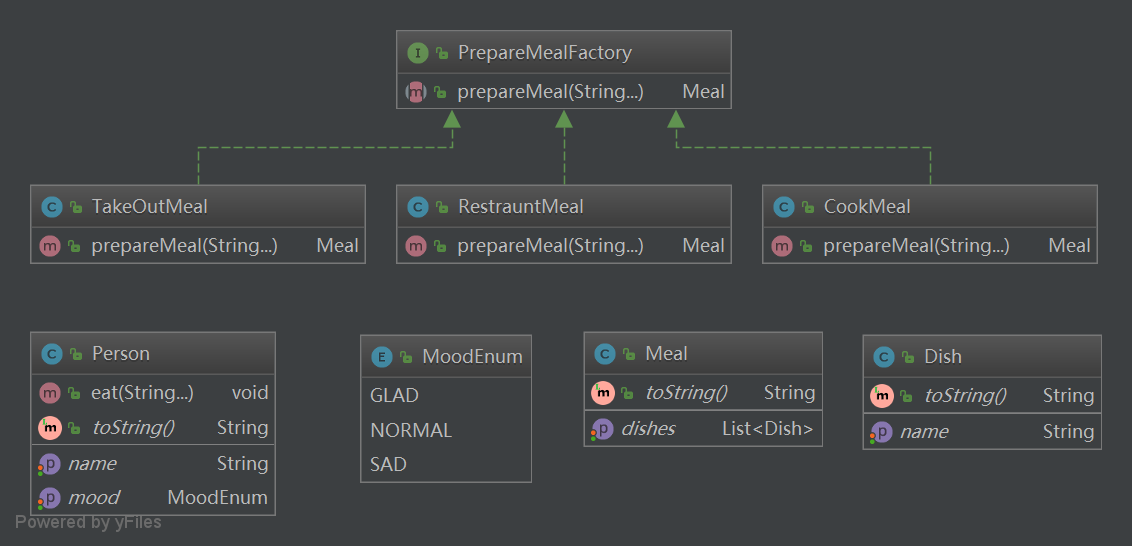 PrepareMealFactory
prepareMeal(String...) Meal
TakeOutMeal
prepareMeal(String...) Meal
RestrauntMeal
prepareMeal(String...) Meal
CookMeal
prepareMeal(String...) Meal
Person
eat(String...) void
toString() String
name String
mood MoodEnum
MoodEnum
GLAD
NORMAL
SAD
Meal
toString() String
dishes List<Dish>
Dish
toString() String
name String
Powered by yFiles